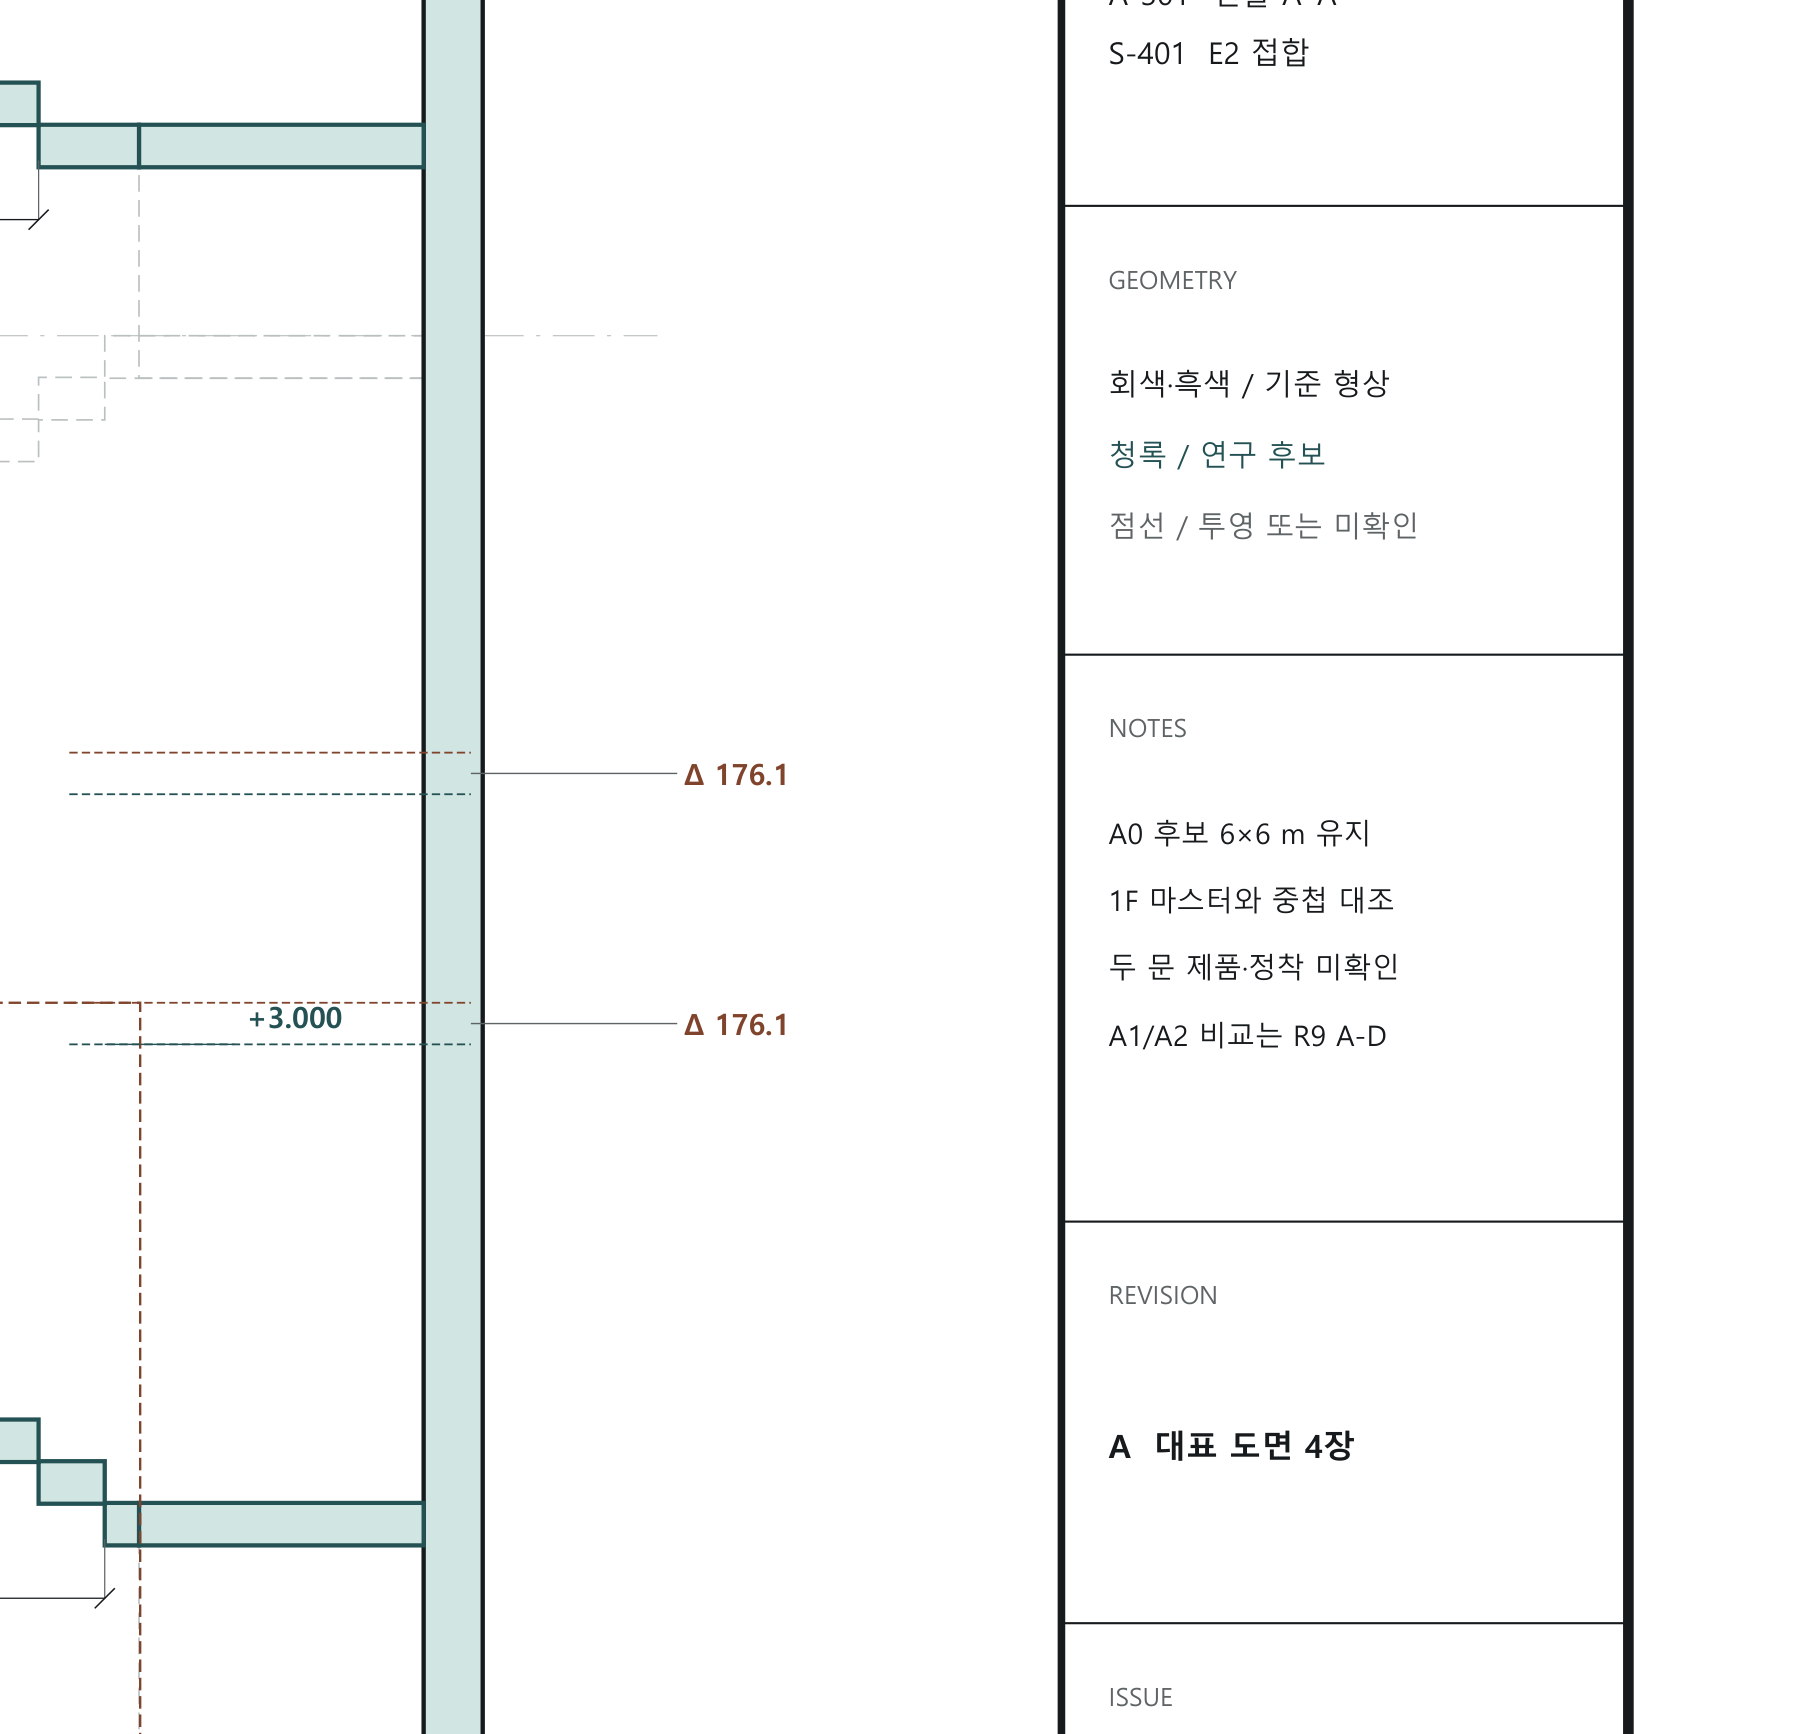 S-401 E2 접합
GEOMETRY
회색·흑색 / 기준 형상
청록 / 연구 후보
점선 / 투영 또는 미확인
NOTES
Δ 176.1
A0 후보 6×6 m 유지
1F 마스터와 중첩 대조
두 문 제품·정착 미확인
+3.000
Δ 176.1
A1/A2 비교는 R9 A-D
REVISION
A 대표 도면 4장
ISSUE